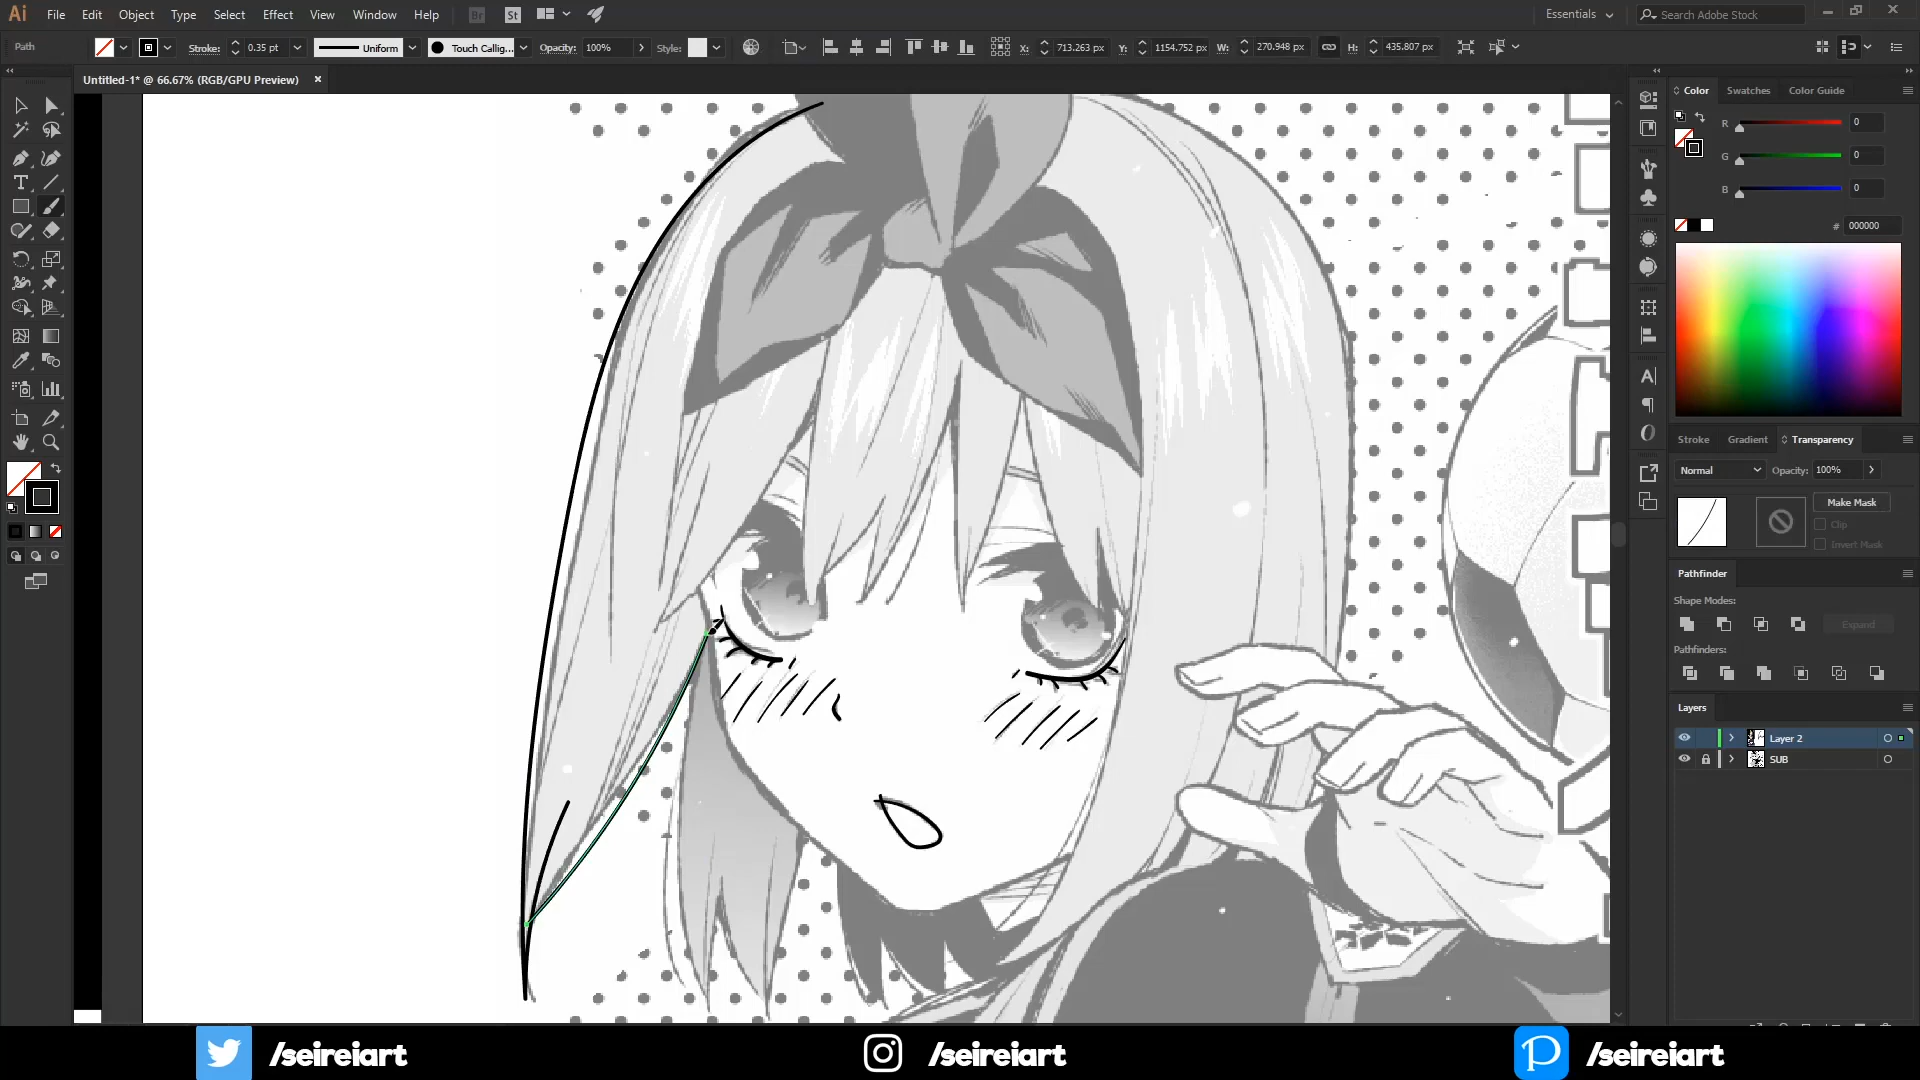 Ai File Edit Object Type Select Effect View Window Help Br St Essentials Search Adobe Stock
Path Stroke: 0.35 pt Uniform Touch Callig... Opacity: 100% Style: X: 713.263 px Y: 1154.752 px W: 270.948 px H: 435.807 px
Untitled-1* @ 66.67% (RGB/GPU Preview)
Color Swatches Color Guide
R 0
G 0
B 0
# 000000
Stroke Gradient Transparency
Normal Opacity: 100%
Make Mask
Clip
Invert Mask
Pathfinder
Shape Modes:
Expand
Pathfinders:
Layers
Layer 2
SUB
/seireiart /seireiart /seireiart